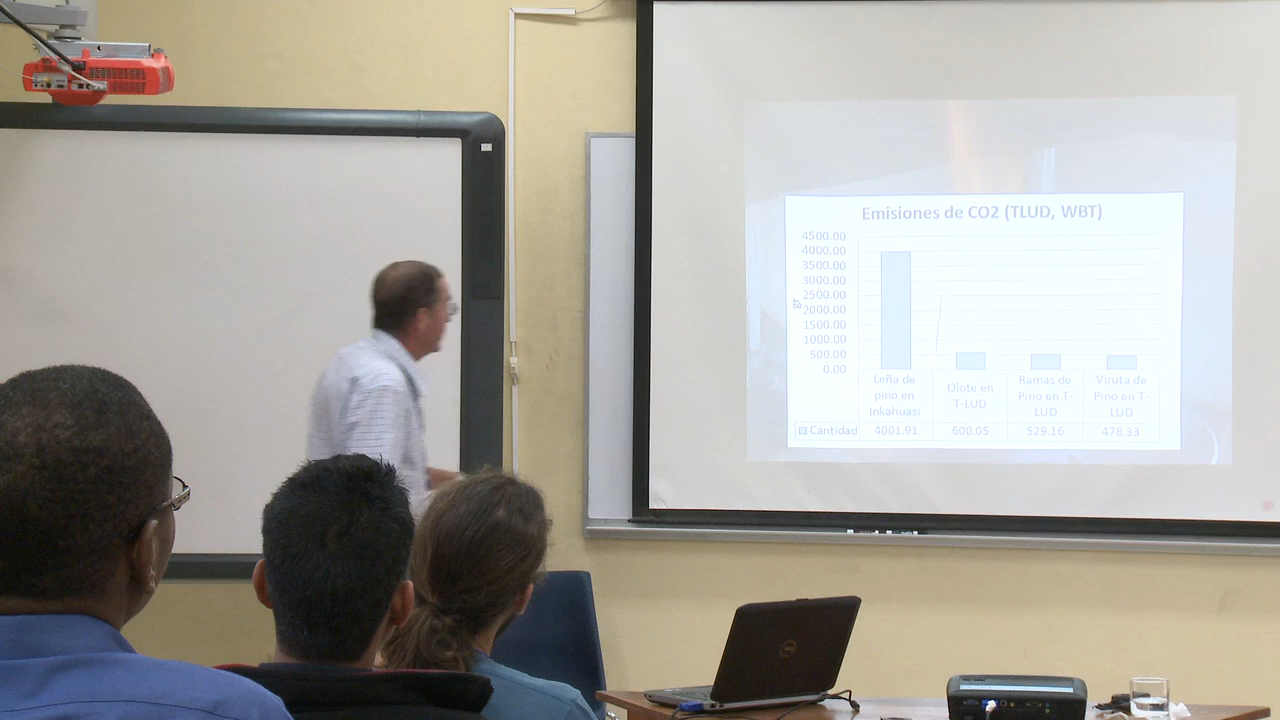 Emisiones de CO2 (TLUD, WBT)
4500.00
4000.00
3500.00
3000.00
2500.00
2000.00
1500.00
1000.00
500.00
0.00
gr
Leña de
pino en
Inkahuasi
Olote en
T-LUD
Ramas de
Pino en T-
LUD
Viruta de
Pino en T-
LUD
Cantidad 4001.91 600.05 529.16 478.33
DELL